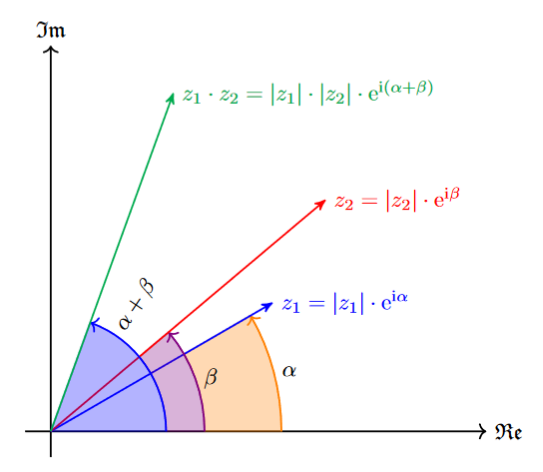 ℑ𝔪
z₁ · z₂ = |z₁| · |z₂| · e^{i(α+β)}
z₂ = |z₂| · e^{iβ}
α + β
z₁ = |z₁| · e^{iα}
β
α
ℜ𝔢